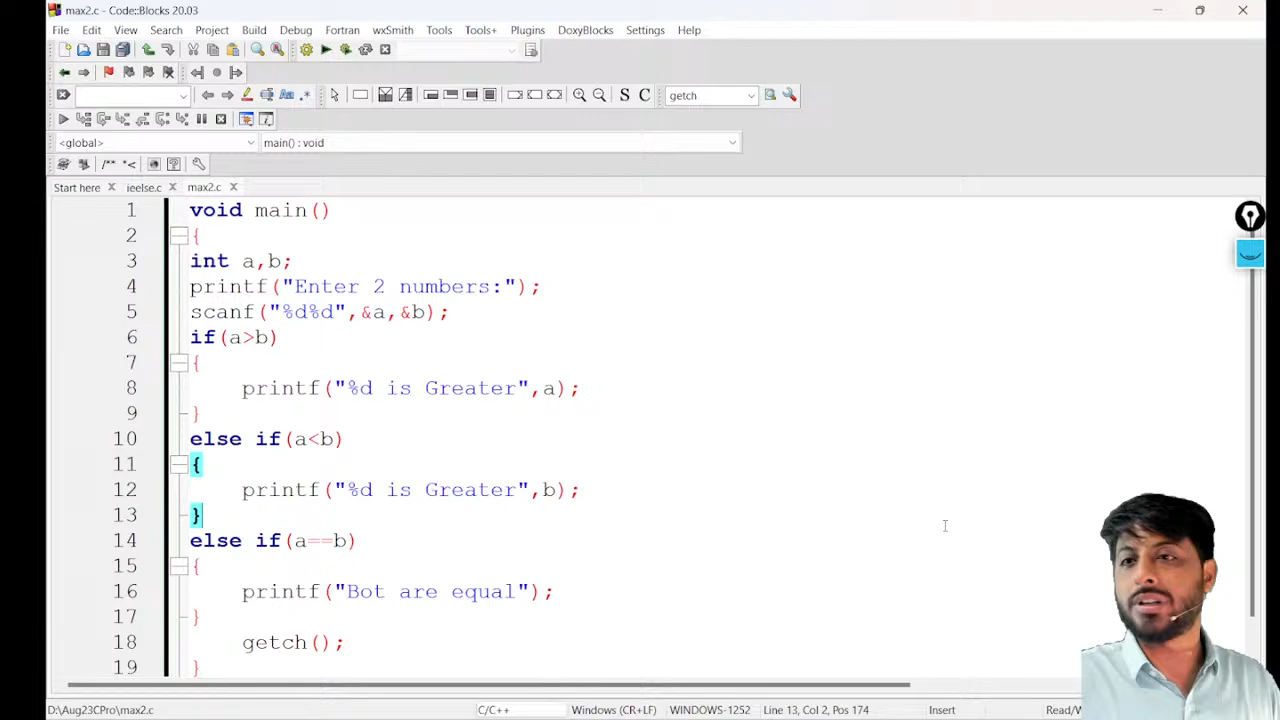 max2.c - Code::Blocks 20.03
File Edit View Search Project Build Debug Fortran wxSmith Tools Tools+ Plugins DoxyBlocks Settings Help
S C getch
<global> main() : void
/** *<
Start here ieelse.c max2.c
1 void main()
2 {
3 int a,b;
4 printf("Enter 2 numbers:");
5 scanf("%d%d",&a,&b);
6 if(a>b)
7 {
8 printf("%d is Greater",a);
9 }
10 else if(a<b)
11 {
12 printf("%d is Greater",b);
13 }
14 else if(a==b)
15 {
16 printf("Bot are equal");
17 }
18 getch();
19 }
D:\Aug23CPro\max2.c C/C++ Windows (CR+LF) WINDOWS-1252 Line 13, Col 2, Pos 174 Insert Read/W